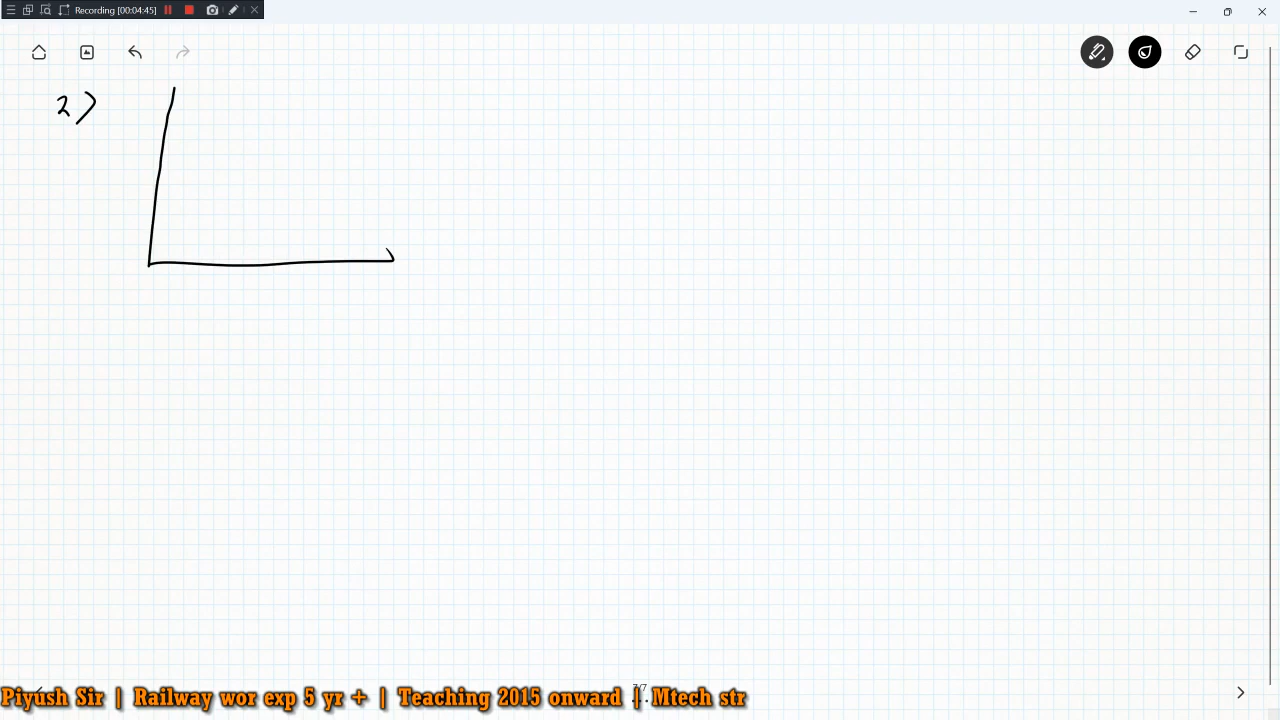 Recording [00:04:45]
2)
Piyush Sir | Railway wor exp 5 yr + | Teaching 2015 onward | Mtech str